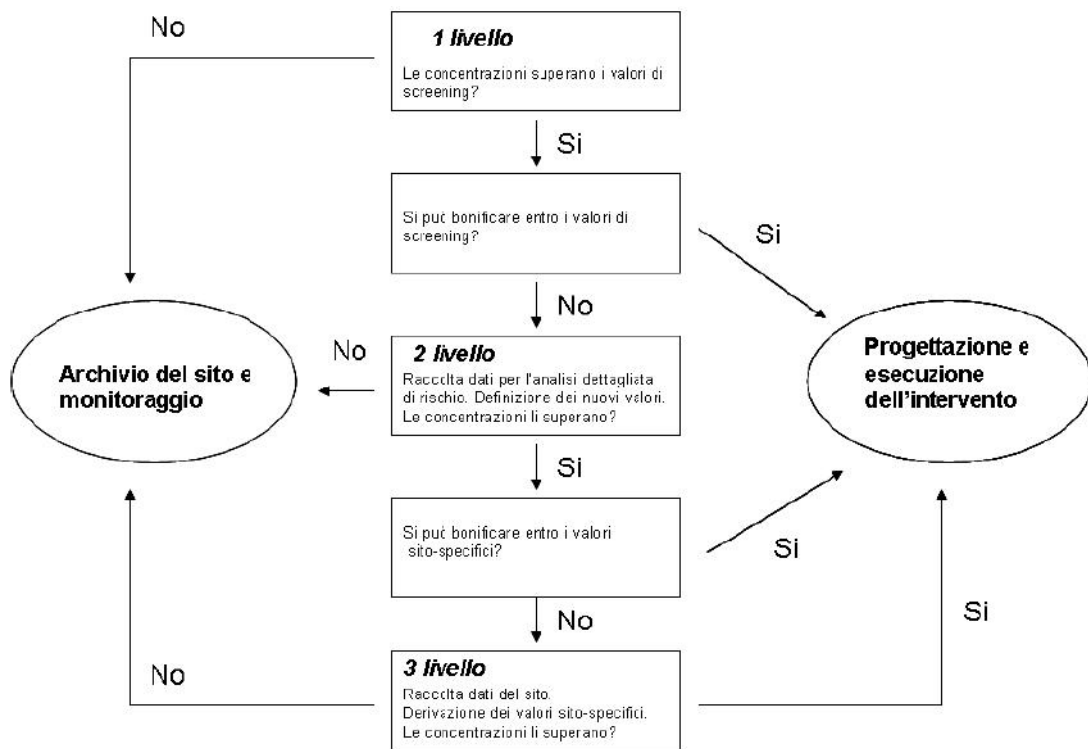 No
1 livello
Le concentrazioni superano i valori di
screening?
Si
Si può bonificare entro i valori di
screening?
Si
No
Archivio del sito e
monitoraggio
No
2 livello
Raccolta dati per l'analisi dettagliata
di rischio. Definizione dei nuovi valori.
Le concentrazioni li superano?
Progettazione e
esecuzione
dell'intervento
Si
Si può bonificare entro i valori
sito-specifici?
Si
No
No
3 livello
Raccolta dati del sito.
Derivazione dei valori sito-specifici.
Le concentrazioni li superano?
Si